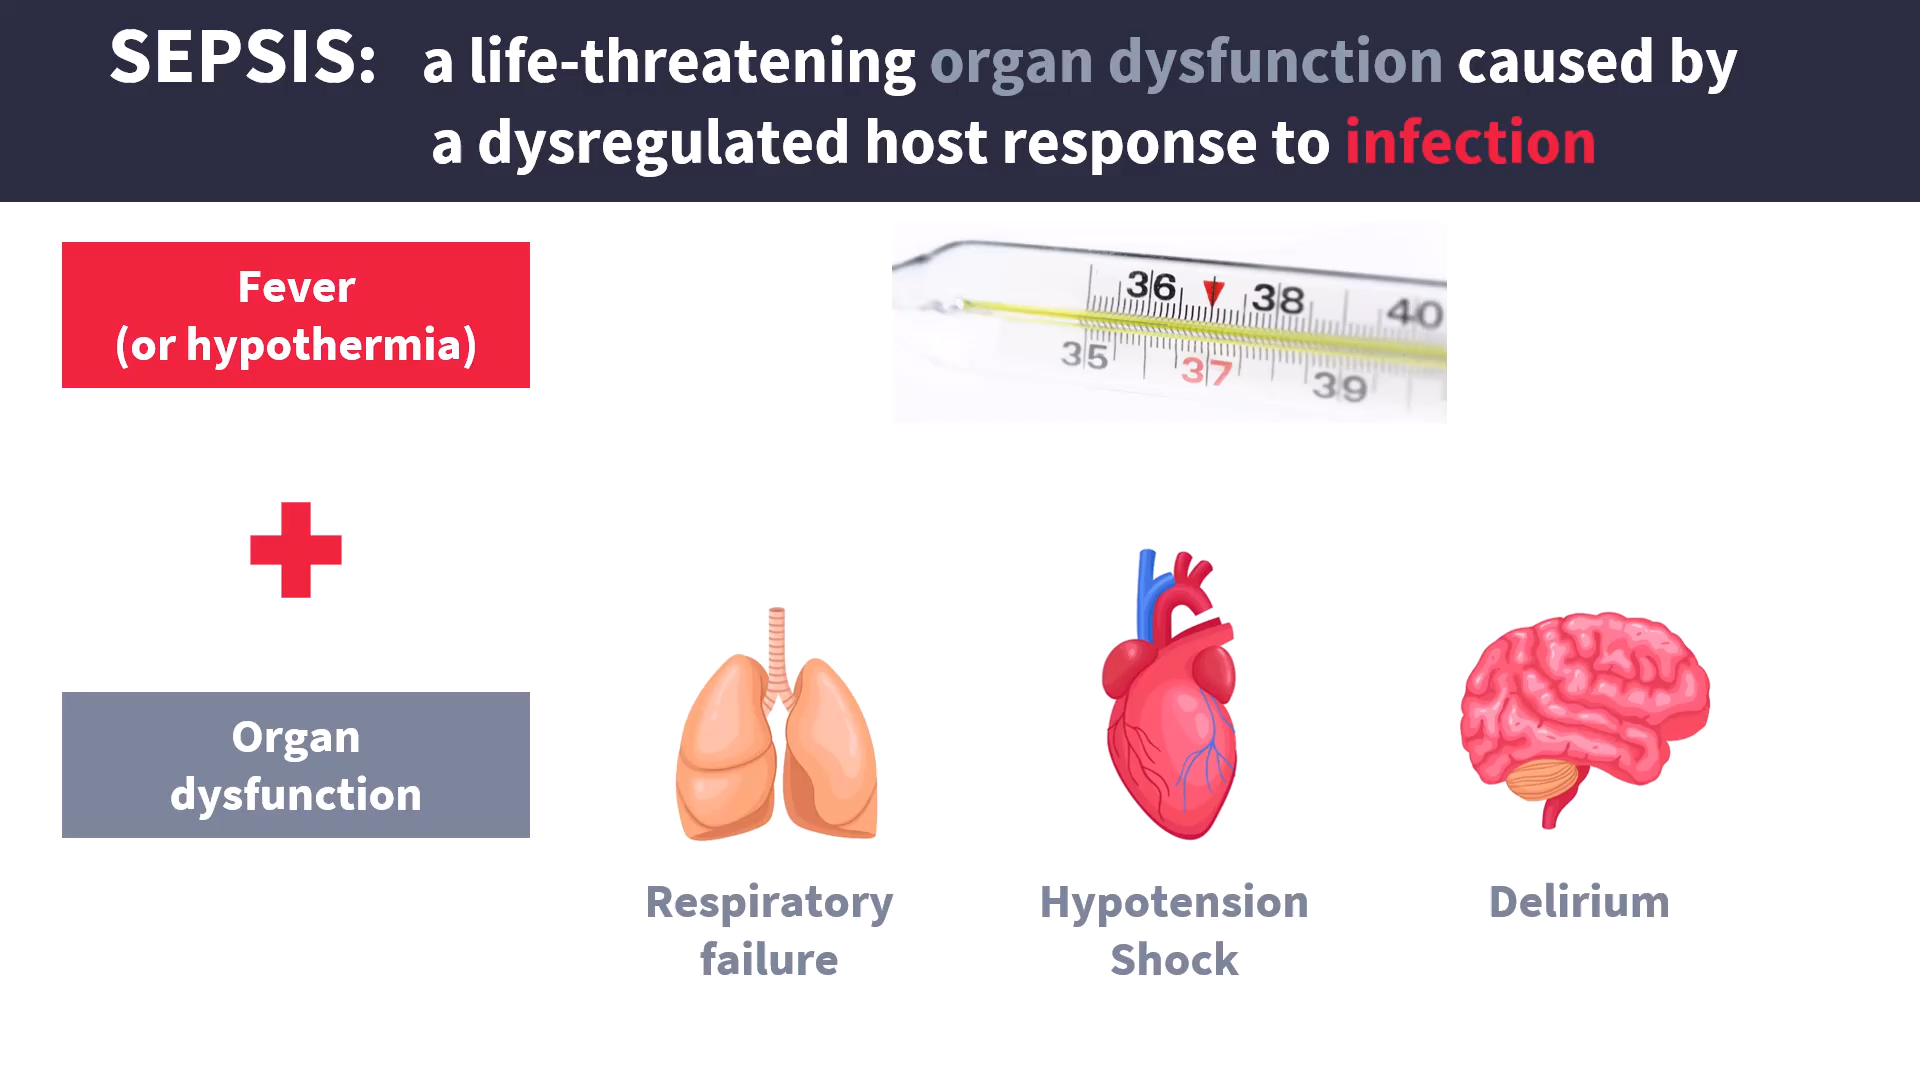 SEPSIS: a life-threatening organ dysfunction caused by
a dysregulated host response to infection
Fever
(or hypothermia)
36 38 40
35 37 39
Organ
dysfunction
Respiratory
failure
Hypotension
Shock
Delirium